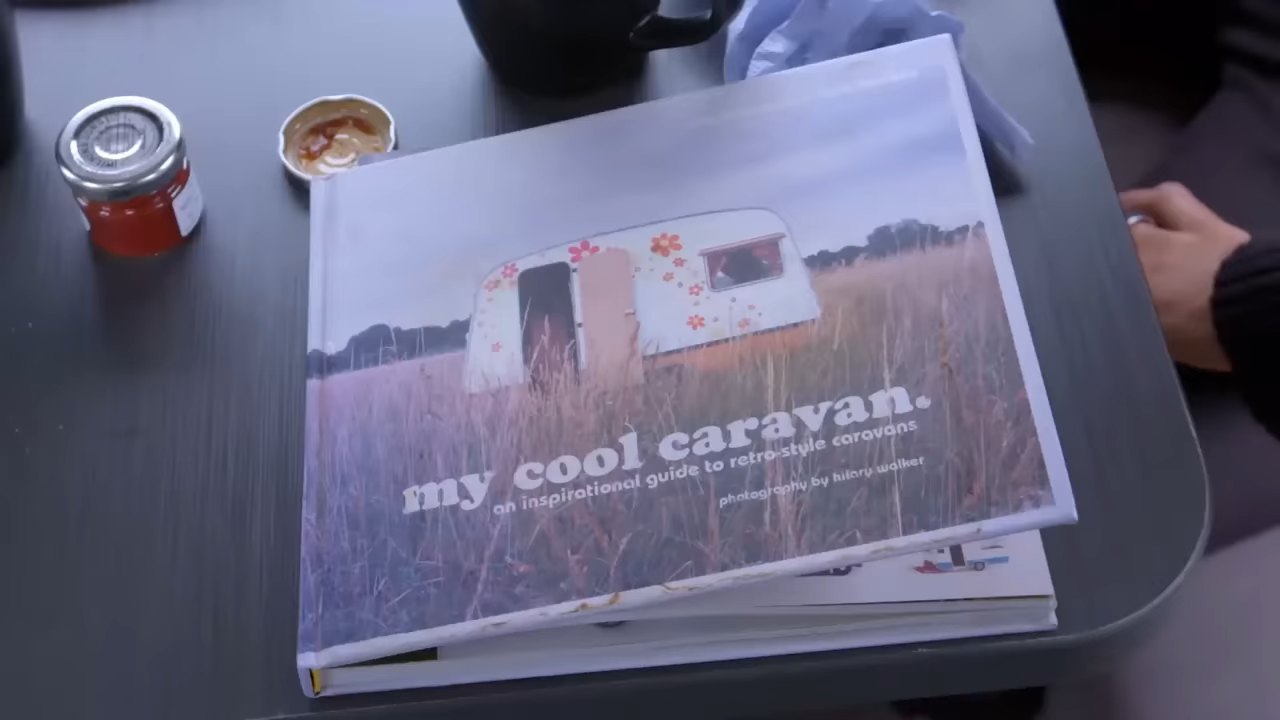 my cool caravan.
an inspirational guide to retro-style caravans
photography by hilary walker